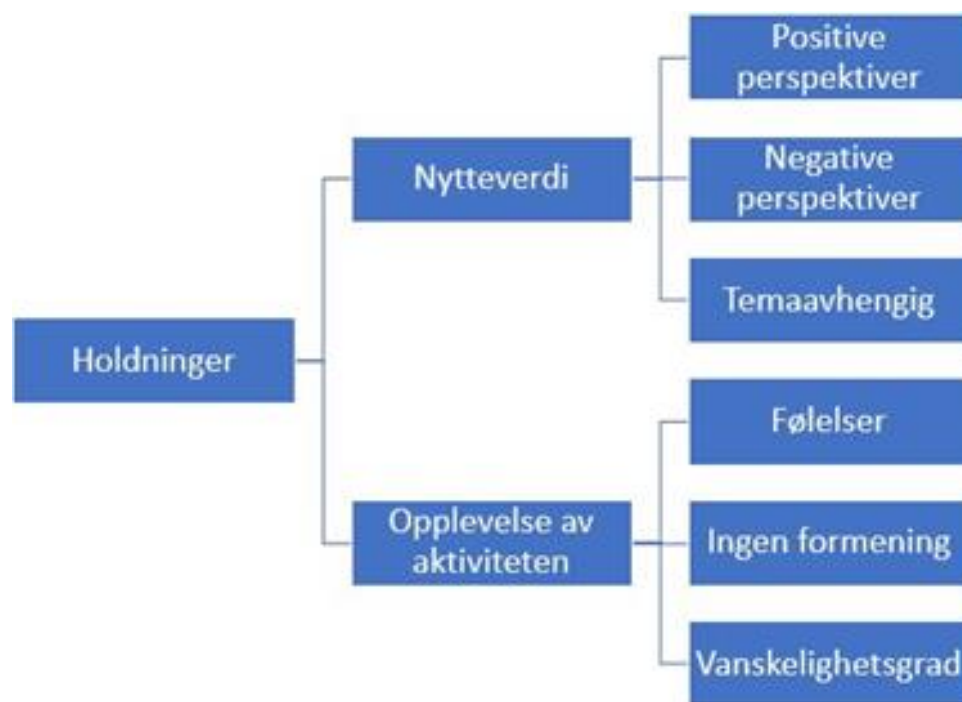 Holdninger
Nytteverdi
Positive
perspektiver
Negative
perspektiver
Temaavhengig
Opplevelse av
aktiviteten
Følelser
Ingen formening
Vanskelighetsgrad